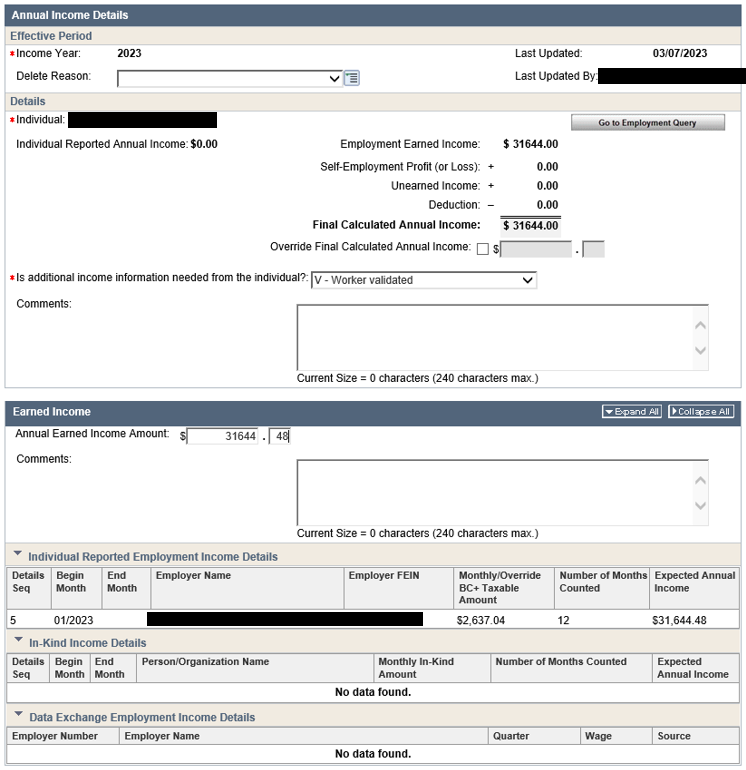 Annual Income Details
Effective Period
*Income Year: 2023 Last Updated: 03/07/2023
Delete Reason: Last Updated By:
Details
*Individual: Go to Employment Query
Individual Reported Annual Income: $0.00 Employment Earned Income: $ 31644.00
Self-Employment Profit (or Loss): + 0.00
Unearned Income: + 0.00
Deduction: – 0.00
Final Calculated Annual Income: $ 31644.00
Override Final Calculated Annual Income: $ .
*Is additional income information needed from the individual?: V - Worker validated
Comments:
Current Size = 0 characters (240 characters max.)
Earned Income Expand All Collapse All
Annual Earned Income Amount: $ 31644 . 48
Comments:
Current Size = 0 characters (240 characters max.)
Individual Reported Employment Income Details
Details Begin End Employer Name Employer FEIN Monthly/Override Number of Months Expected Annual
Seq Month Month BC+ Taxable Counted Income
Amount
5 01/2023 $2,637.04 12 $31,644.48
In-Kind Income Details
Details Begin End Person/Organization Name Monthly In-Kind Number of Months Counted Expected
Seq Month Month Amount Annual Income
No data found.
Data Exchange Employment Income Details
Employer Number Employer Name Quarter Wage Source
No data found.